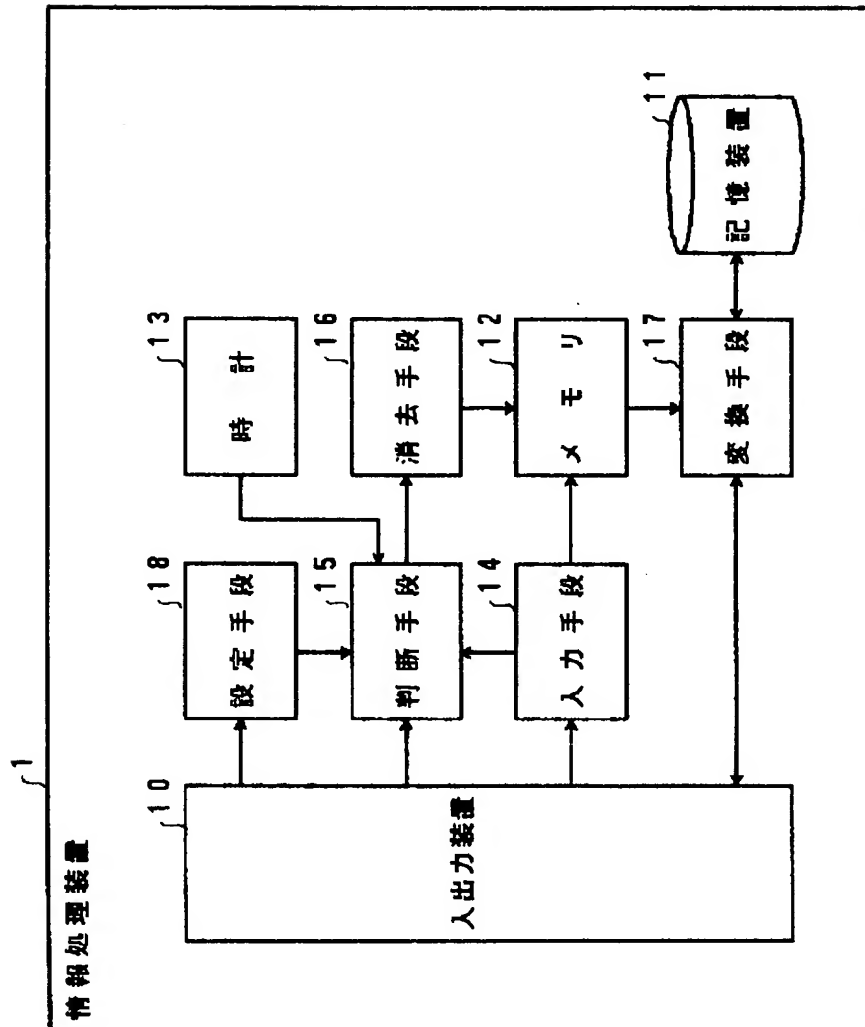 1
情報処理装置
10
入出力装置
18
設定手段
13
時計
15
判断手段
16
消去手段
14
入力手段
12
メモリ
17
変換手段
11
記憶装置